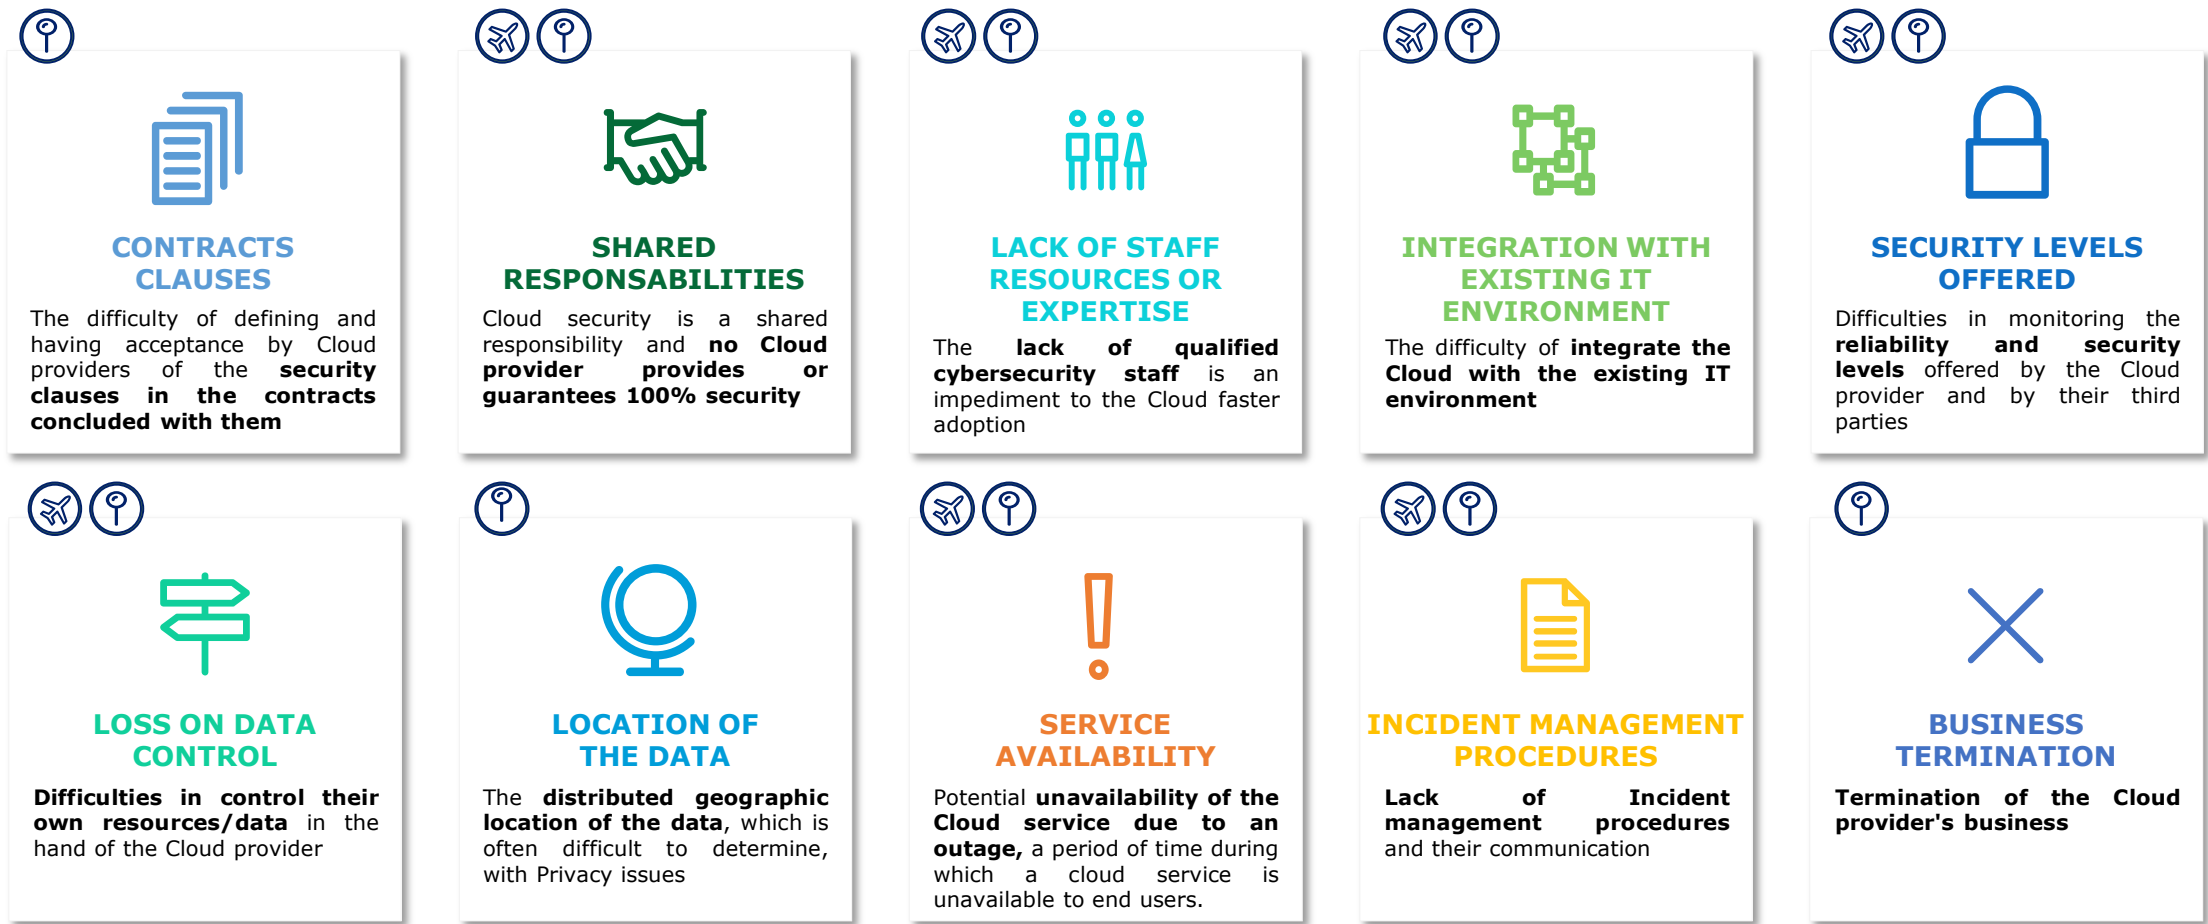 CONTRACTS
CLAUSES
The difficulty of defining and
having acceptance by Cloud
providers of the security
clauses in the contracts
concluded with them
SHARED
RESPONSABILITIES
Cloud security is a shared
responsibility and no Cloud
provider provides or
guarantees 100% security
LACK OF STAFF
RESOURCES OR
EXPERTISE
The lack of qualified
cybersecurity staff is an
impediment to the Cloud faster
adoption
INTEGRATION WITH
EXISTING IT
ENVIRONMENT
The difficulty of integrate the
Cloud with the existing IT
environment
SECURITY LEVELS
OFFERED
Difficulties in monitoring the
reliability and security
levels offered by the Cloud
provider and by their third
parties
LOSS ON DATA
CONTROL
Difficulties in control their
own resources/data in the
hand of the Cloud provider
LOCATION OF
THE DATA
The distributed geographic
location of the data, which is
often difficult to determine,
with Privacy issues
SERVICE
AVAILABILITY
Potential unavailability of the
Cloud service due to an
outage, a period of time during
which a cloud service is
unavailable to end users.
INCIDENT MANAGEMENT
PROCEDURES
Lack of Incident
management procedures
and their communication
BUSINESS
TERMINATION
Termination of the Cloud
provider's business